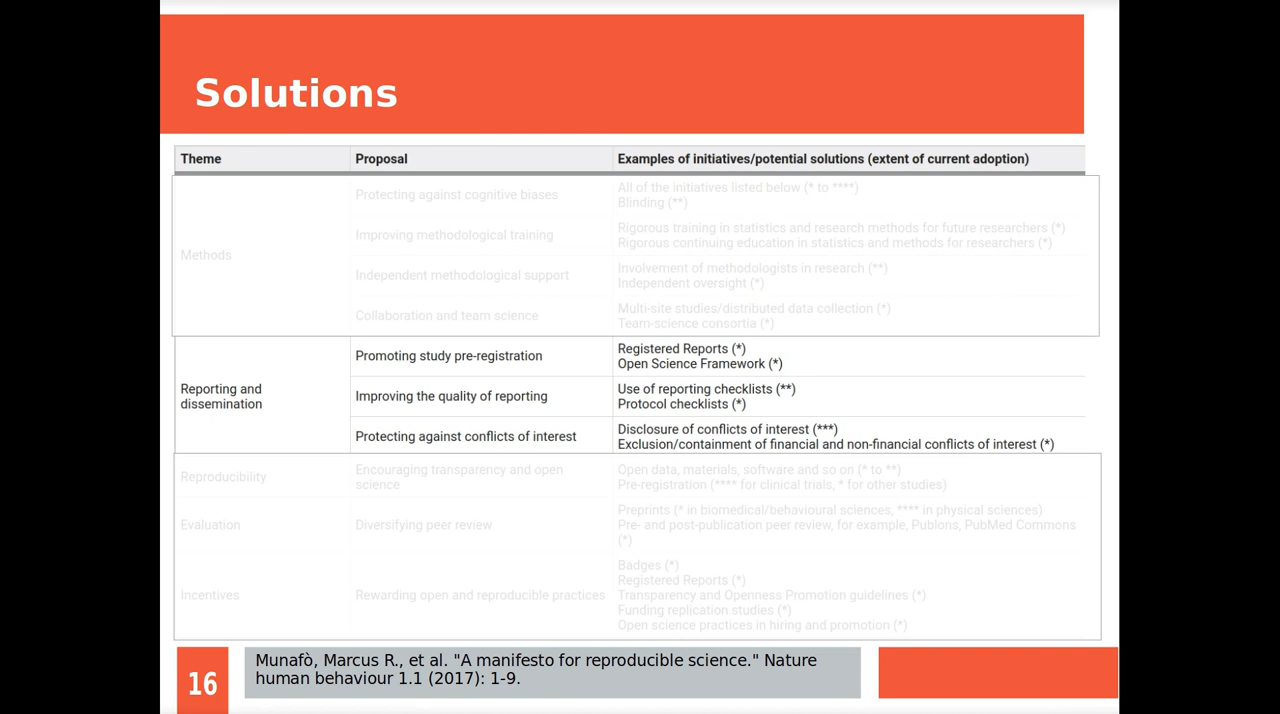 Solutions
Theme Proposal Examples of initiatives/potential solutions (extent of current adoption)
Methods
Protecting against cognitive biases
All of the initiatives listed below (* to ****)
Blinding (**)
Improving methodological training
Rigorous training in statistics and research methods for future researchers (*)
Rigorous continuing education in statistics and methods for researchers (*)
Independent methodological support
Involvement of methodologists in research (**)
Independent oversight (*)
Collaboration and team science
Multi-site studies/distributed data collection (*)
Team-science consortia (*)
Reporting and
dissemination
Promoting study pre-registration
Registered Reports (*)
Open Science Framework (*)
Improving the quality of reporting
Use of reporting checklists (**)
Protocol checklists (*)
Protecting against conflicts of interest
Disclosure of conflicts of interest (***)
Exclusion/containment of financial and non-financial conflicts of interest (*)
Reproducibility
Encouraging transparency and open
science
Open data, materials, software and so on (* to **)
Pre-registration (**** for clinical trials, * for other studies)
Evaluation
Diversifying peer review
Preprints (* in biomedical/behavioural sciences, **** in physical sciences)
Pre- and post-publication peer review, for example, Publons, PubMed Commons
(*)
Incentives
Rewarding open and reproducible practices
Badges (*)
Registered Reports (*)
Transparency and Openness Promotion guidelines (*)
Funding replication studies (*)
Open science practices in hiring and promotion (*)
16
Munafò, Marcus R., et al. "A manifesto for reproducible science." Nature
human behaviour 1.1 (2017): 1-9.